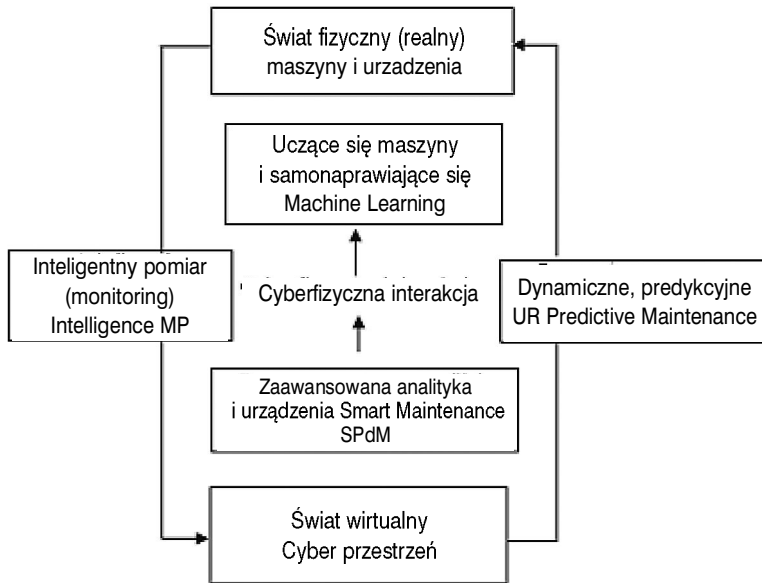 Świat fizyczny (realny)
maszyny i urzadzenia
Uczące się maszyny
i samonaprawiające się
Machine Learning
Inteligentny pomiar
(monitoring)
Intelligence MP
Cyberfizyczna interakcja
Dynamiczne, predykcyjne
UR Predictive Maintenance
Zaawansowana analityka
i urządzenia Smart Maintenance
SPdM
Świat wirtualny
Cyber przestrzeń